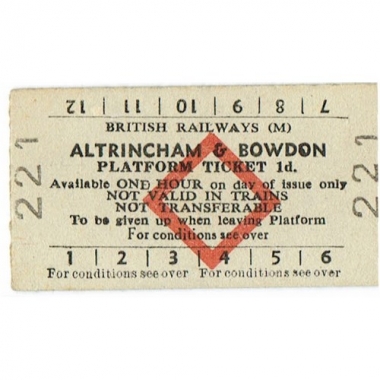 12 | 11 | 10 | 9 | 8 | 7
BRITISH RAILWAYS (M)
ALTRINCHAM & BOWDON
PLATFORM TICKET 1d.
Available ONE HOUR on day of issue only
NOT VALID IN TRAINS
NOT TRANSFERABLE
To be given up when leaving Platform
For conditions see over
1 | 2 | 3 | 4 | 5 | 6
For conditions see over For conditions see over
221
221